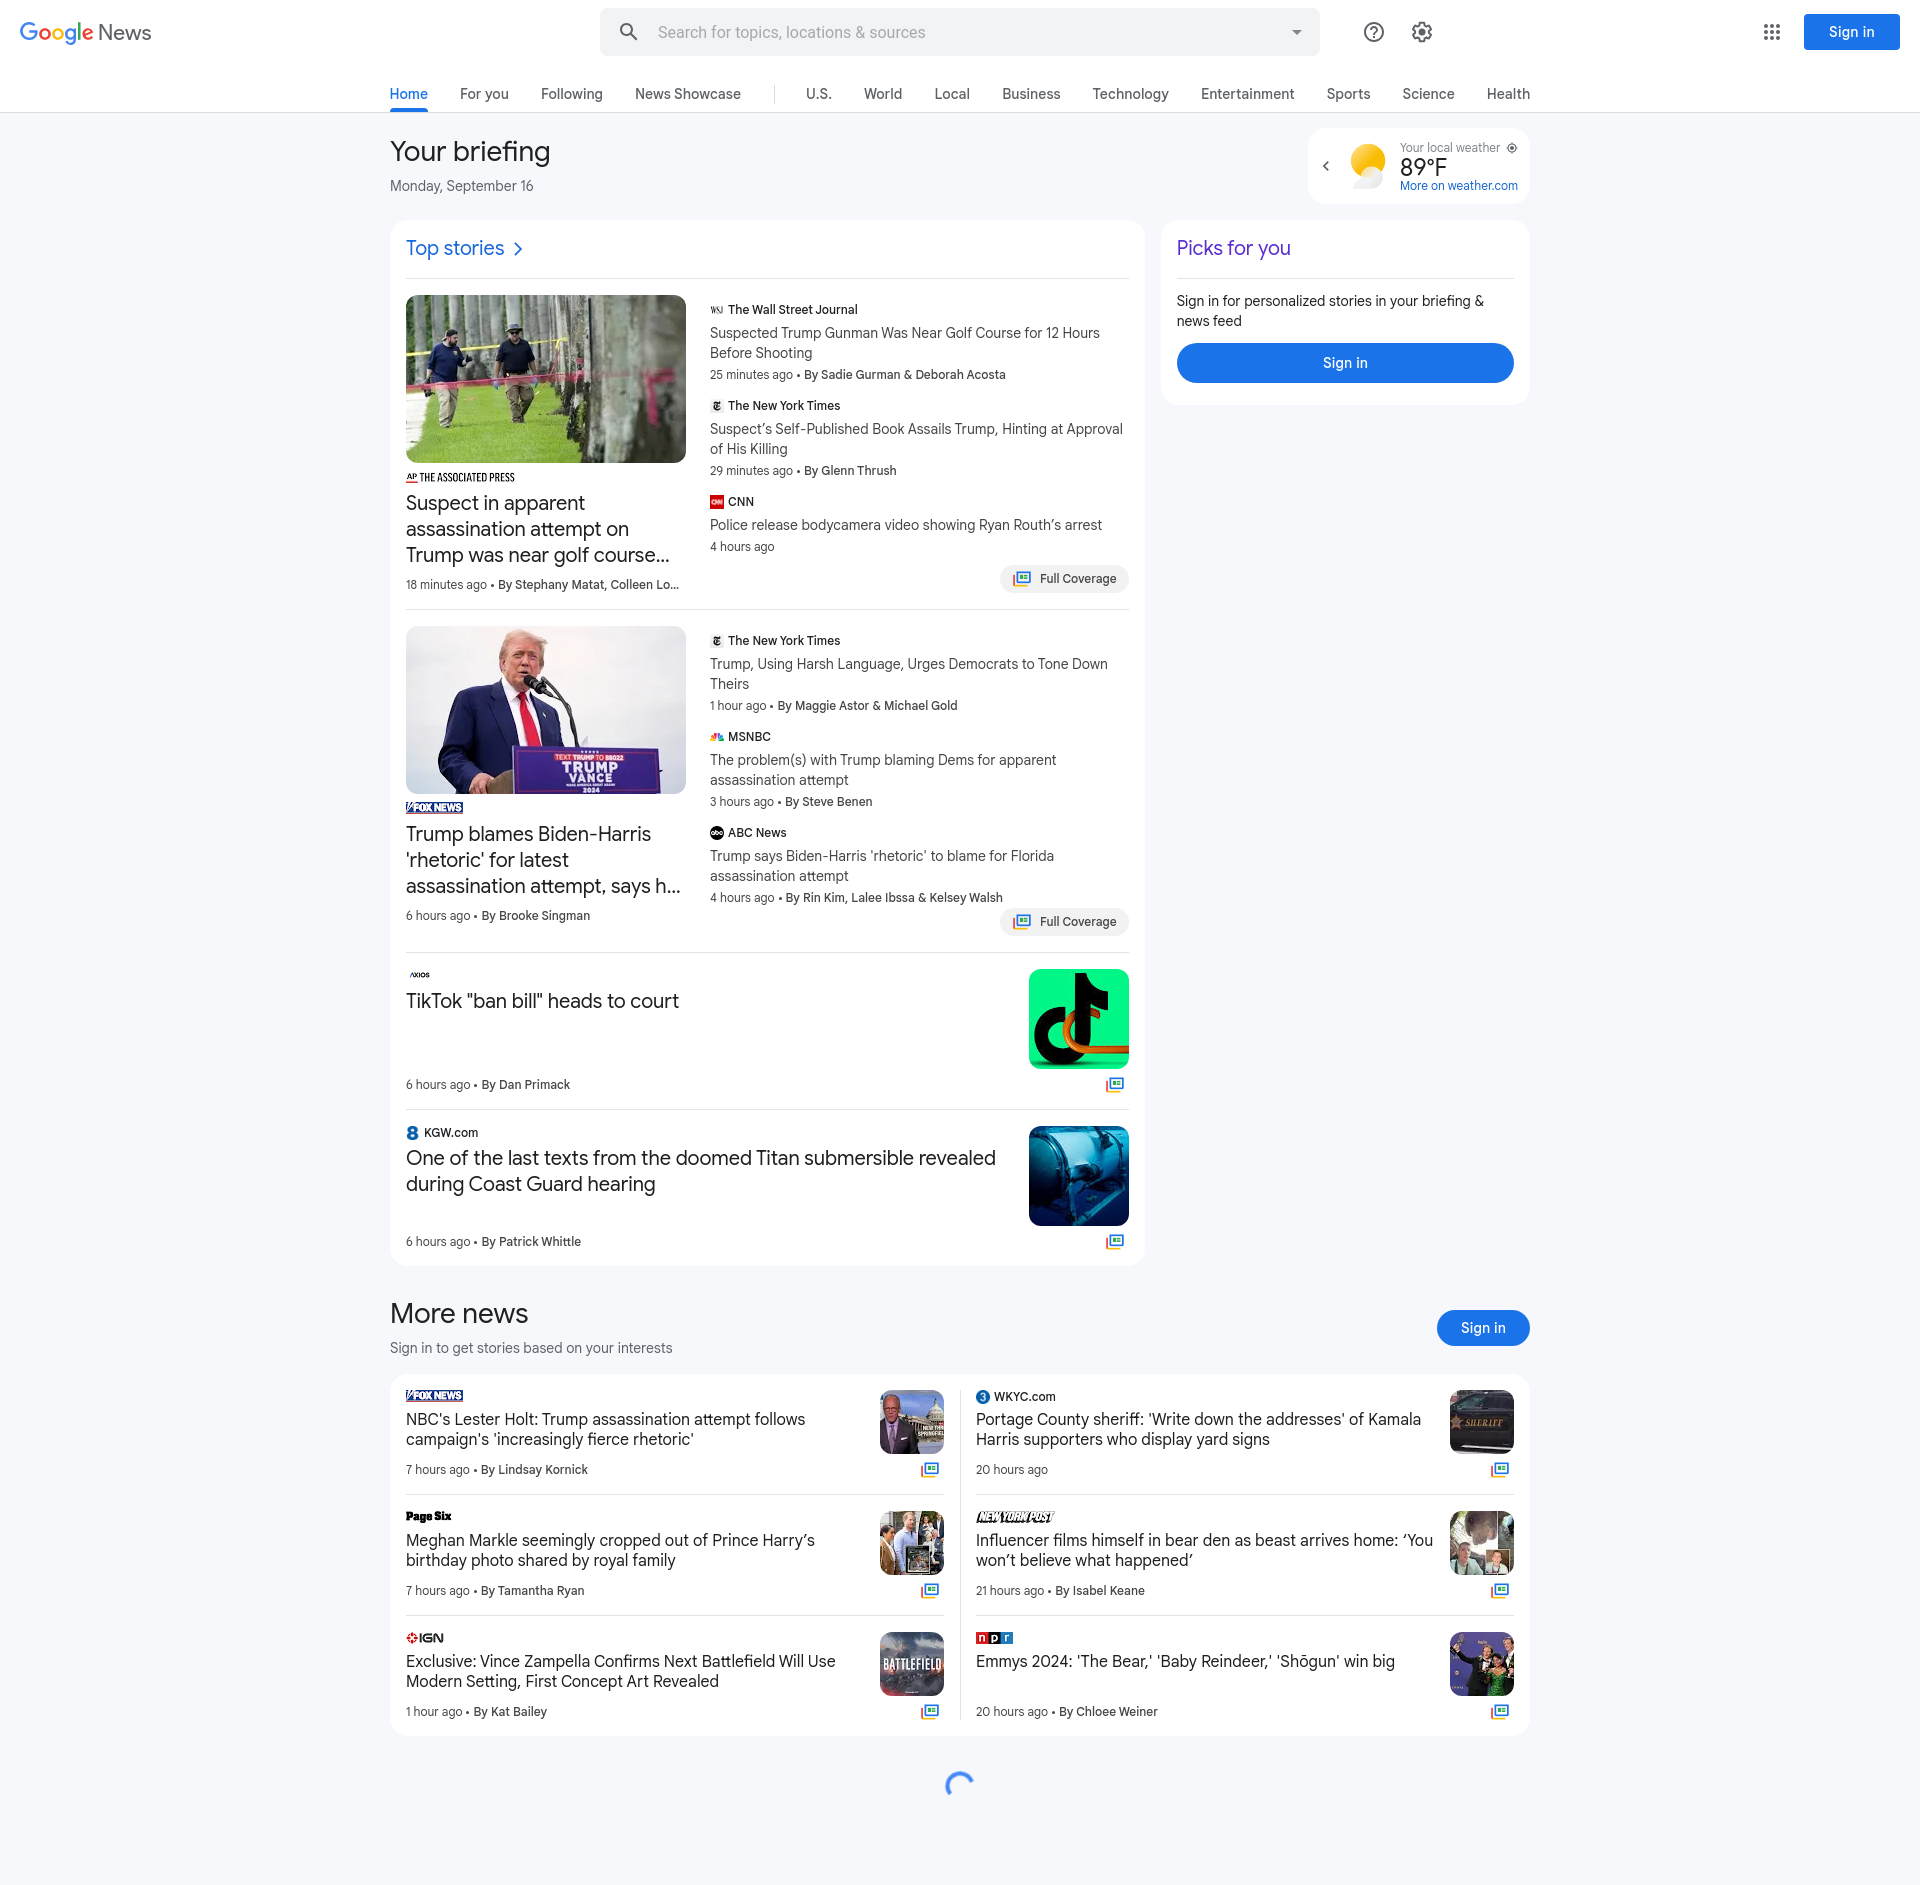 Google News
Search for topics, locations & sources
Sign in
Home
For you
Following
News Showcase
U.S.
World
Local
Business
Technology
Entertainment
Sports
Science
Health
Your briefing
Monday, September 16
Your local weather
89°F
More on weather.com
Top stories
AP THE ASSOCIATED PRESS
Suspect in apparent
assassination attempt on
Trump was near golf course...
18 minutes ago • By Stephany Matat, Colleen Lo...
WSJ The Wall Street Journal
Suspected Trump Gunman Was Near Golf Course for 12 Hours
Before Shooting
25 minutes ago • By Sadie Gurman & Deborah Acosta
The New York Times
Suspect’s Self-Published Book Assails Trump, Hinting at Approval
of His Killing
29 minutes ago • By Glenn Thrush
CNN CNN
Police release bodycamera video showing Ryan Routh’s arrest
4 hours ago
Full Coverage
TEXT TRUMP TO 88022
TRUMP
VANCE
MAKE AMERICA GREAT AGAIN!
2024
FOX NEWS
Trump blames Biden-Harris
'rhetoric' for latest
assassination attempt, says h...
6 hours ago • By Brooke Singman
The New York Times
Trump, Using Harsh Language, Urges Democrats to Tone Down
Theirs
1 hour ago • By Maggie Astor & Michael Gold
MSNBC
The problem(s) with Trump blaming Dems for apparent
assassination attempt
3 hours ago • By Steve Benen
abc ABC News
Trump says Biden-Harris 'rhetoric' to blame for Florida
assassination attempt
4 hours ago • By Rin Kim, Lalee Ibssa & Kelsey Walsh
Full Coverage
AXIOS
TikTok "ban bill" heads to court
6 hours ago • By Dan Primack
8 KGW.com
One of the last texts from the doomed Titan submersible revealed
during Coast Guard hearing
6 hours ago • By Patrick Whittle
Picks for you
Sign in for personalized stories in your briefing &
news feed
Sign in
More news
Sign in to get stories based on your interests
Sign in
FOX NEWS
NBC's Lester Holt: Trump assassination attempt follows
campaign's 'increasingly fierce rhetoric'
7 hours ago • By Lindsay Kornick
3 WKYC.com
Portage County sheriff: 'Write down the addresses' of Kamala
Harris supporters who display yard signs
20 hours ago
SHERIFF
Page Six
Meghan Markle seemingly cropped out of Prince Harry’s
birthday photo shared by royal family
7 hours ago • By Tamantha Ryan
NEW YORK POST
Influencer films himself in bear den as beast arrives home: ‘You
won’t believe what happened’
21 hours ago • By Isabel Keane
IGN
Exclusive: Vince Zampella Confirms Next Battlefield Will Use
Modern Setting, First Concept Art Revealed
1 hour ago • By Kat Bailey
BATTLEFIELD
npr
Emmys 2024: 'The Bear,' 'Baby Reindeer,' 'Shōgun' win big
20 hours ago • By Chloee Weiner